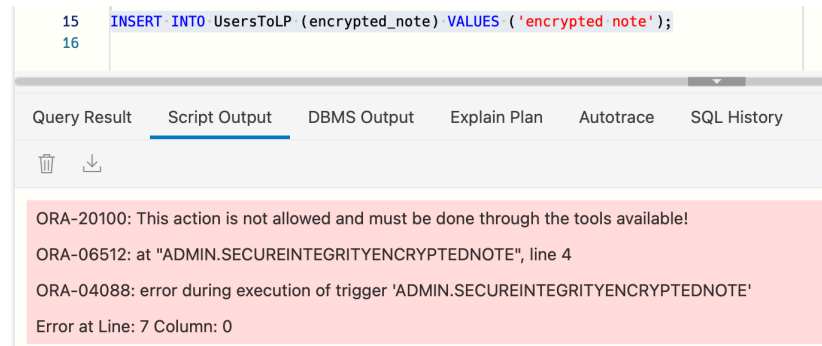 15 INSERT INTO UsersToLP (encrypted_note) VALUES ('encrypted note');
16
Query Result Script Output DBMS Output Explain Plan Autotrace SQL History
ORA-20100: This action is not allowed and must be done through the tools available!
ORA-06512: at "ADMIN.SECUREINTEGRITYENCRYPTEDNOTE", line 4
ORA-04088: error during execution of trigger 'ADMIN.SECUREINTEGRITYENCRYPTEDNOTE'
Error at Line: 7 Column: 0